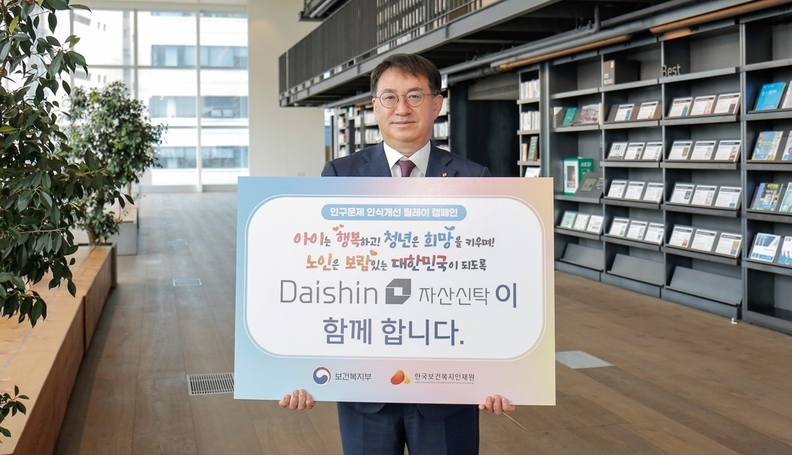 인구문제 인식개선 릴레이 캠페인
아이는 행복하고! 청년은 희망을 키우며!
노인은 보람있는 대한민국이 되도록
Daishin 자산신탁이
함께 합니다.
보건복지부 한국보건복지인재원
Best